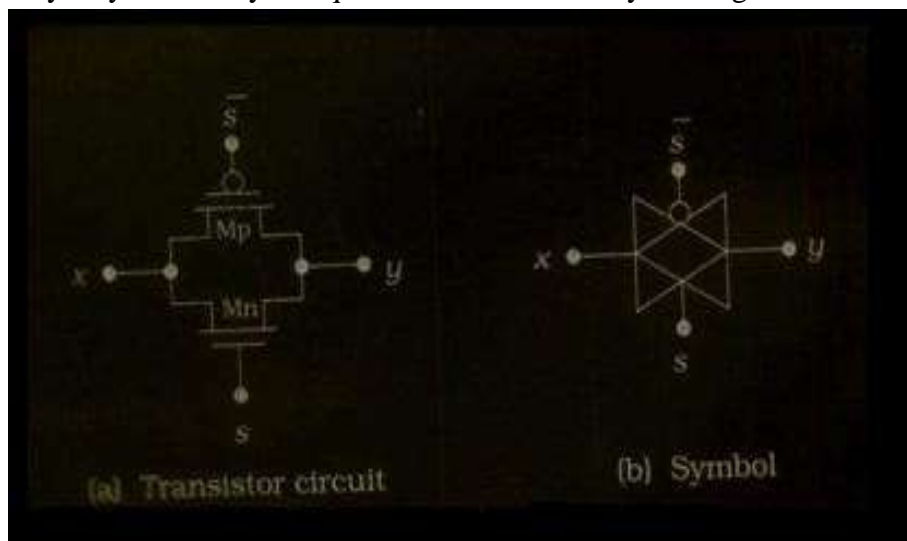 s̄
Mp
x
y
Mn
s
(a) Transistor circuit
s̄
x
y
s
(b) Symbol